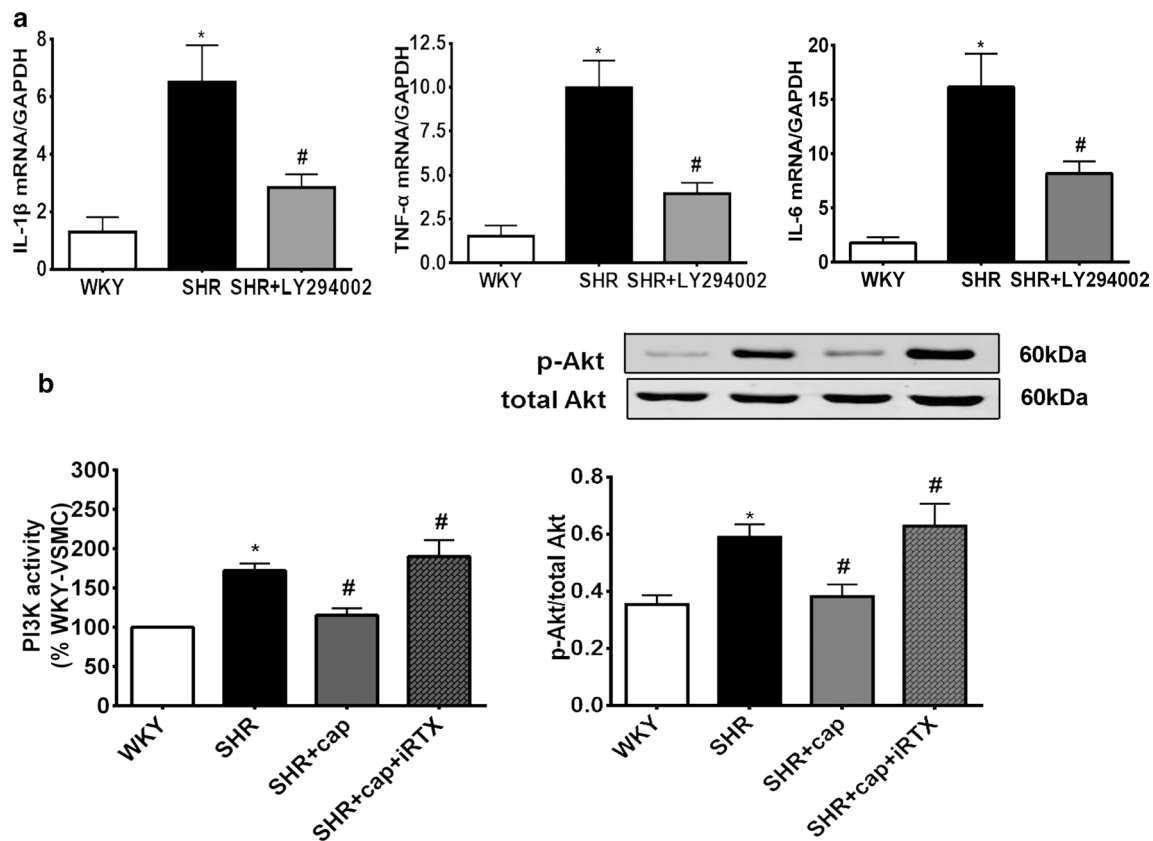 a
IL-1β mRNA/GAPDH
8
6
4
2
0
*
#
WKY SHR SHR+LY294002
TNF-α mRNA/GAPDH
12.5
10.0
7.5
5.0
2.5
0.0
*
#
WKY SHR SHR+LY294002
IL-6 mRNA/GAPDH
20
15
10
5
0
*
#
WKY SHR SHR+LY294002
p-Akt 60kDa
total Akt 60kDa
b
PI3K activity
(% WKY-VSMC)
300
250
200
150
100
50
0
*
#
#
WKY
SHR
SHR+cap
SHR+cap+iRTX
p-Akt/total Akt
0.8
0.6
0.4
0.2
0.0
*
#
#
WKY
SHR
SHR+cap
SHR+cap+iRTX